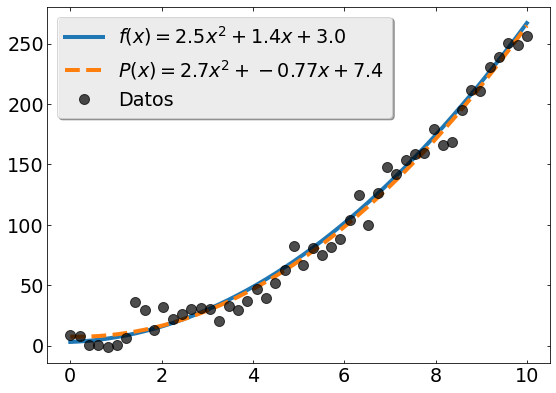 f(x) = 2.5x² + 1.4x + 3.0
P(x) = 2.7x² + −0.77x + 7.4
Datos
250
200
150
100
50
0
0 2 4 6 8 10